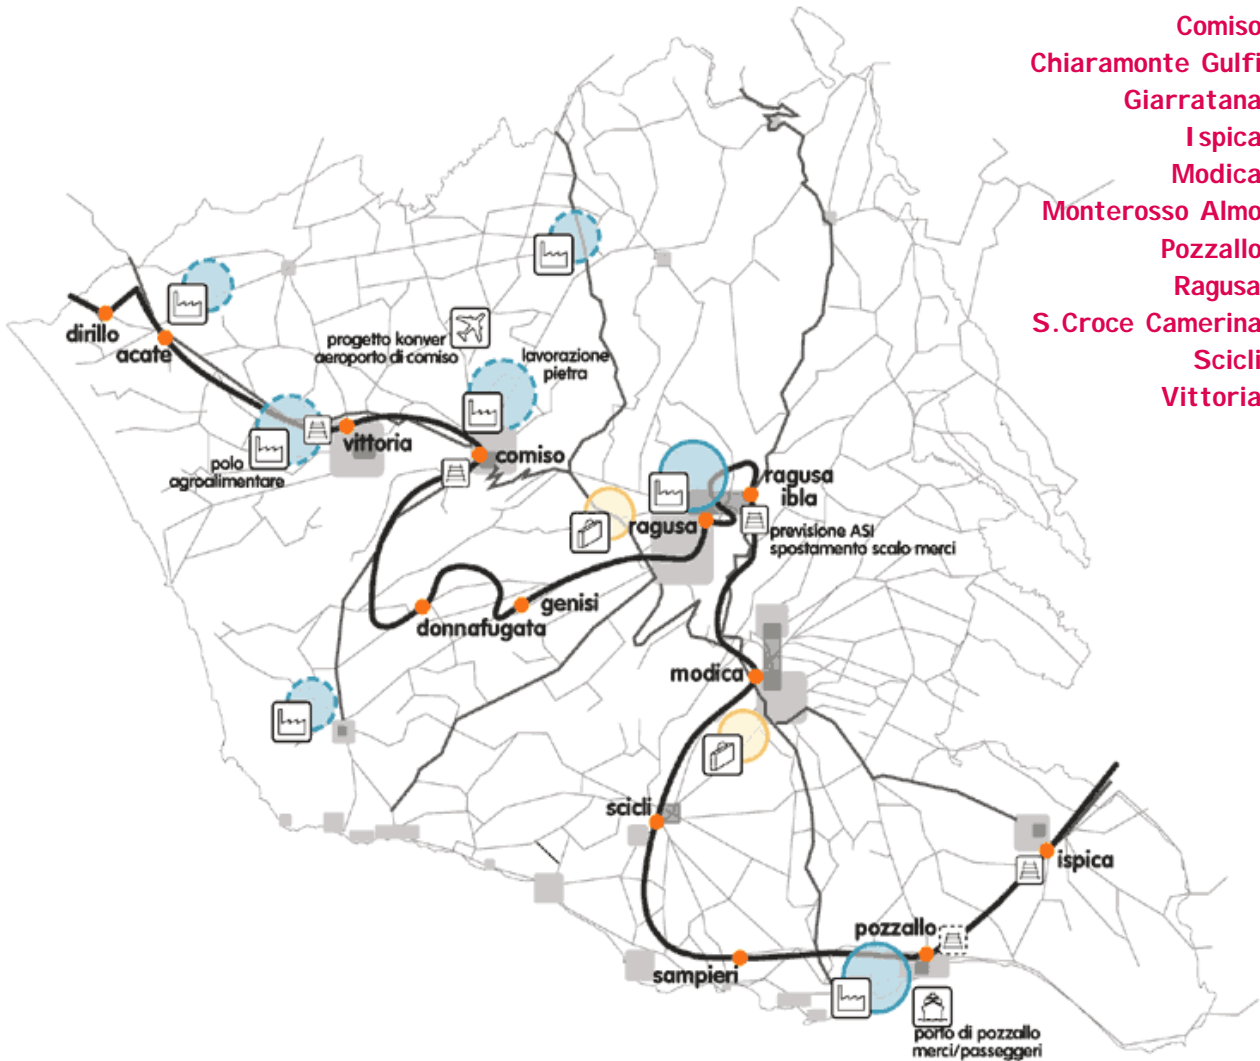 Comiso
Chiaramonte Gulfi
Giarratana
Ispica
Modica
Monterosso Almo
Pozzallo
Ragusa
S.Croce Camerina
Scicli
Vittoria
dirillo
acate
progetto konver
aeroporto di comiso
lavorazione
pietra
vittoria
comiso
polo
agroalimentare
ragusa
ibla
ragusa
previsione ASI
spostamento scalo merci
genisi
donnafugata
modica
scicli
ispica
pozzallo
sampieri
porto di pozzallo
merci/passeggeri